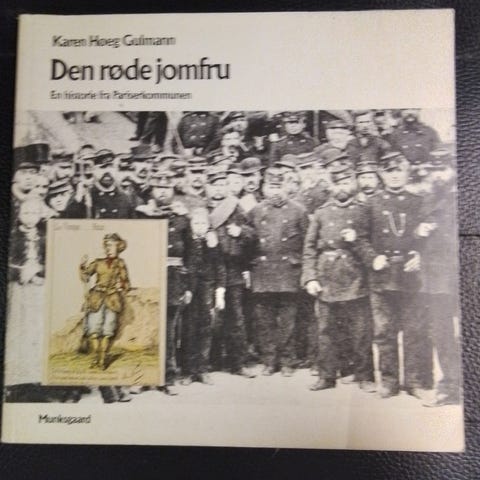 Karen Høeg Gulmann
Den røde jomfru
En historie fra Pariserkommunen
Munksgaard